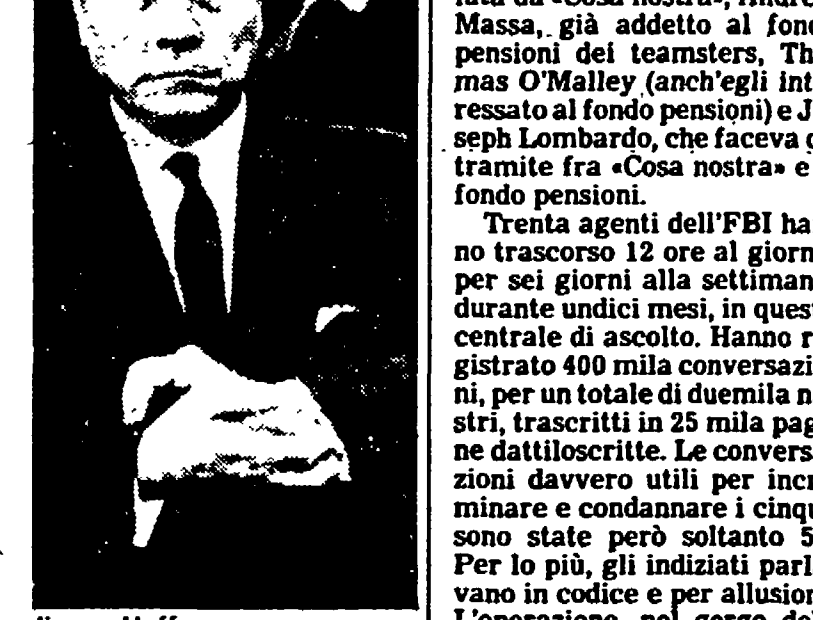 Massa, già addetto al fon
pensioni dei teamsters, Th
mas O'Malley (anch'egli int
ressato al fondo pensioni) e J
seph Lombardo, che faceva
tramite fra «Cosa nostra» e
fondo pensioni.
Trenta agenti dell'FBI ha
no trascorso 12 ore al giorn
per sei giorni alla settiman
durante undici mesi, in ques
centrale di ascolto. Hanno r
gistrato 400 mila conversazi
ni, per un totale di duemila n
stri, trascritti in 25 mila pag
ne dattiloscritte. Le convers
zioni davvero utili per incr
minare e condannare i cinqu
sono state però soltanto 5
Per lo più, gli indiziati parl
vano in codice e per allusion